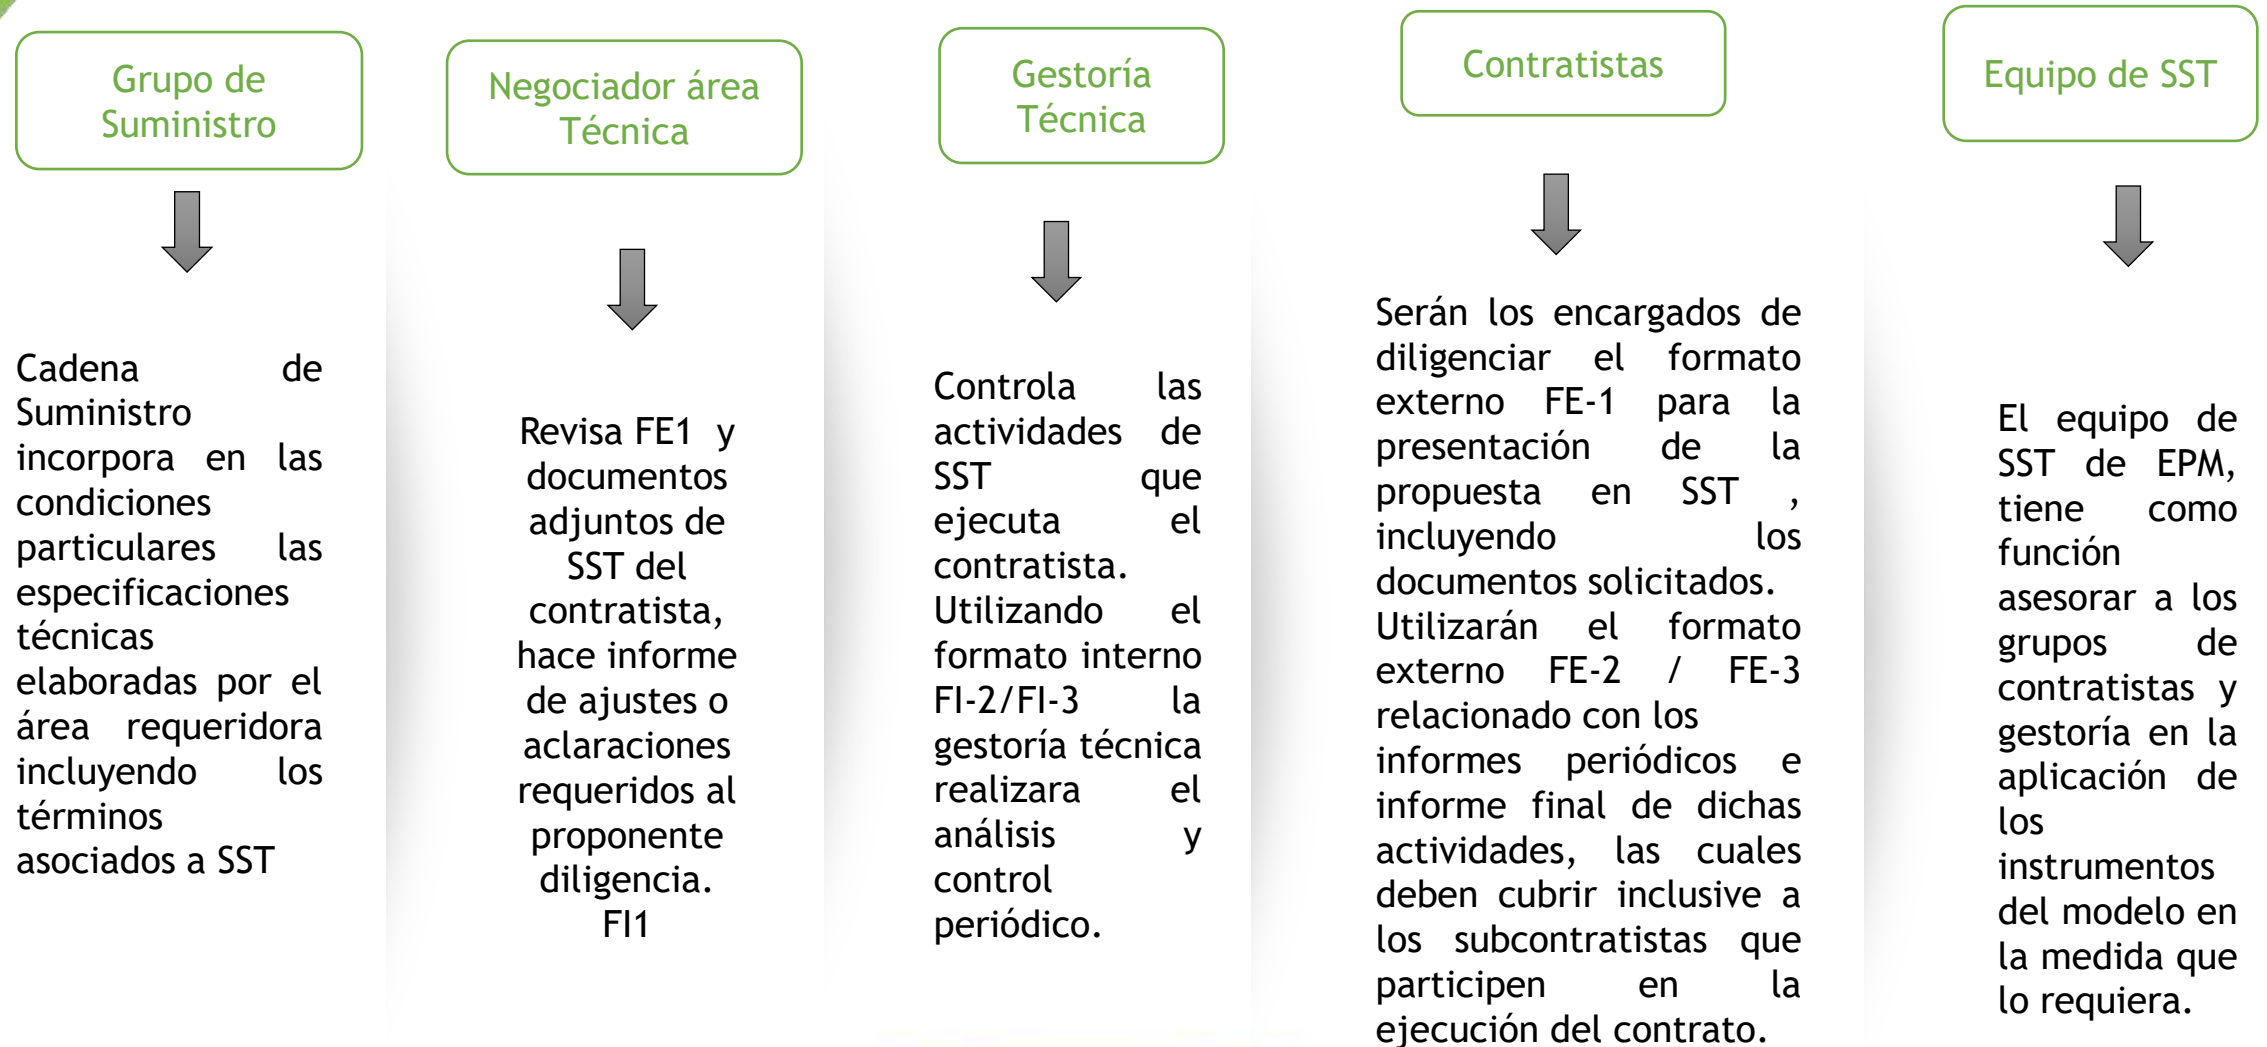 Grupo de
Suministro
Cadena de
Suministro
incorpora en las
condiciones
particulares las
especificaciones
técnicas
elaboradas por el
área requeridora
incluyendo los
términos
asociados a SST
Negociador área
Técnica
Revisa FE1 y
documentos
adjuntos de
SST del
contratista,
hace informe
de ajustes o
aclaraciones
requeridos al
proponente
diligencia.
FI1
Gestoría
Técnica
Controla las
actividades de
SST que
ejecuta el
contratista.
Utilizando el
formato interno
FI-2/FI-3 la
gestoría técnica
realizara el
análisis y
control
periódico.
Contratistas
Serán los encargados de
diligenciar el formato
externo FE-1 para la
presentación de la
propuesta en SST ,
incluyendo los
documentos solicitados.
Utilizarán el formato
externo FE-2 / FE-3
relacionado con los
informes periódicos e
informe final de dichas
actividades, las cuales
deben cubrir inclusive a
los subcontratistas que
participen en la
ejecución del contrato.
Equipo de SST
El equipo de
SST de EPM,
tiene como
función
asesorar a los
grupos de
contratistas y
gestoría en la
aplicación de
los
instrumentos
del modelo en
la medida que
lo requiera.